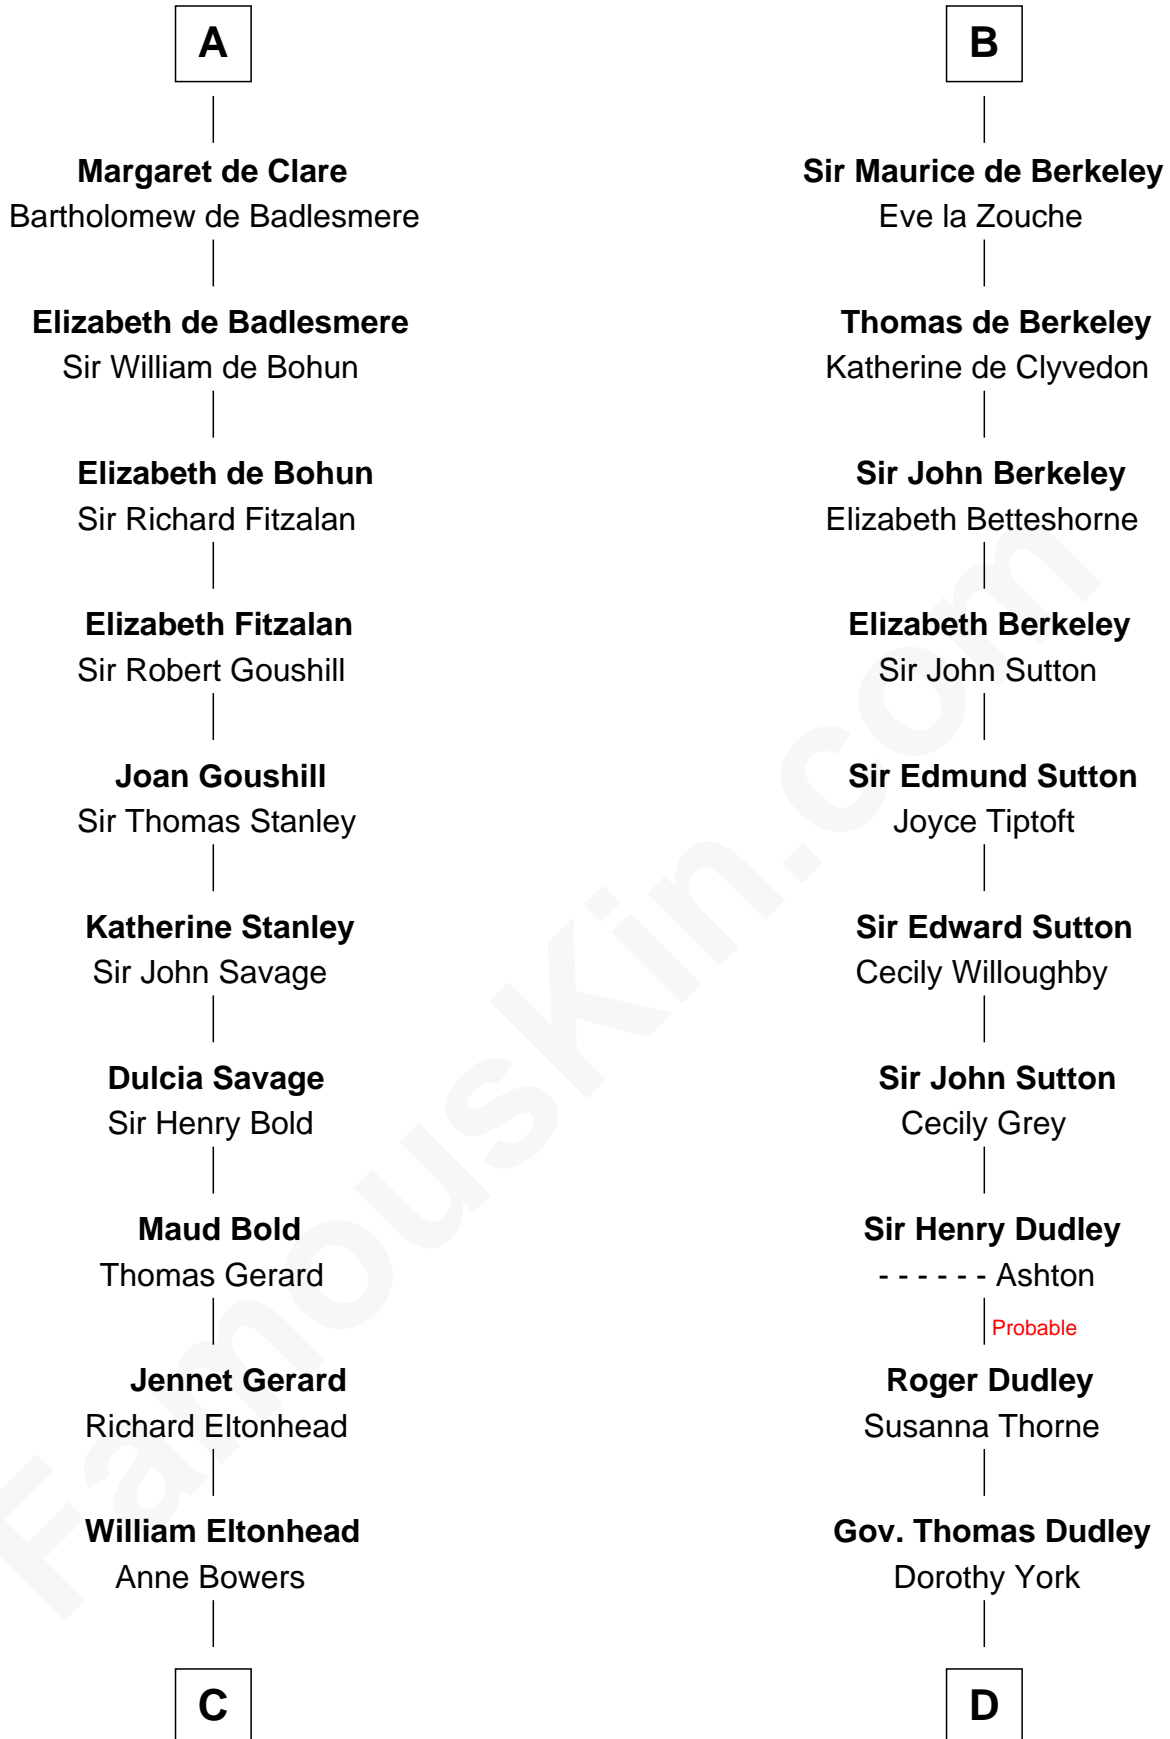 A
Margaret de Clare
Bartholomew de Badlesmere
Elizabeth de Badlesmere
Sir William de Bohun
Elizabeth de Bohun
Sir Richard Fitzalan
Elizabeth Fitzalan
Sir Robert Goushill
Joan Goushill
Sir Thomas Stanley
Katherine Stanley
Sir John Savage
Dulcia Savage
Sir Henry Bold
Maud Bold
Thomas Gerard
Jennet Gerard
Richard Eltonhead
William Eltonhead
Anne Bowers
C
B
Sir Maurice de Berkeley
Eve la Zouche
Thomas de Berkeley
Katherine de Clyvedon
Sir John Berkeley
Elizabeth Betteshorne
Elizabeth Berkeley
Sir John Sutton
Sir Edmund Sutton
Joyce Tiptoft
Sir Edward Sutton
Cecily Willoughby
Sir John Sutton
Cecily Grey
Sir Henry Dudley
- - - - - - Ashton
Probable
Roger Dudley
Susanna Thorne
Gov. Thomas Dudley
Dorothy York
D
FamousKin.com